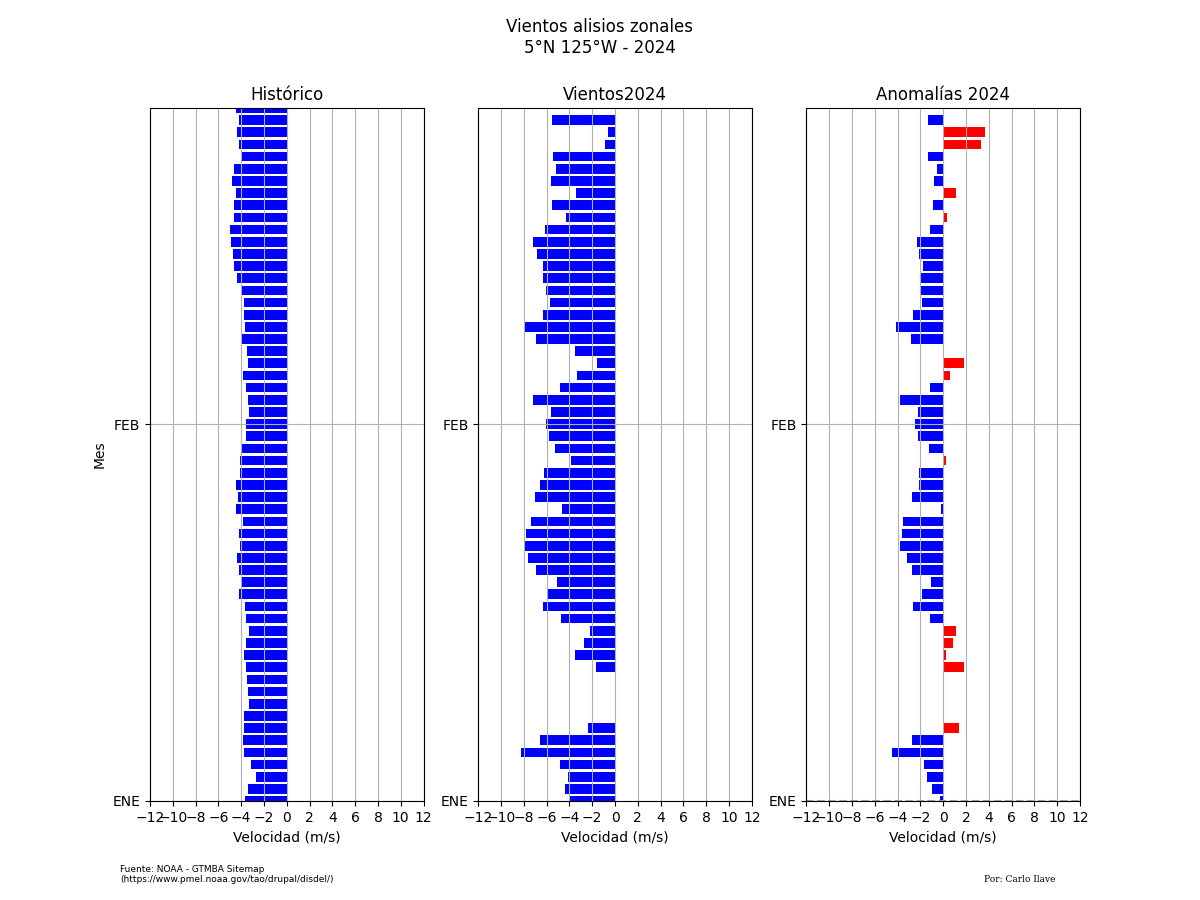 Vientos alisios zonales
5°N 125°W - 2024
Histórico
Vientos2024
Anomalías 2024
Mes
FEB
FEB
FEB
ENE
ENE
ENE
−12 −10 −8 −6 −4 −2 0 2 4 6 8 10 12
−12 −10 −8 −6 −4 −2 0 2 4 6 8 10 12
−12 −10 −8 −6 −4 −2 0 2 4 6 8 10 12
Velocidad (m/s)
Velocidad (m/s)
Velocidad (m/s)
Fuente: NOAA - GTMBA Sitemap
(https://www.pmel.noaa.gov/tao/drupal/disdel/)
Por: Carlo Ilave